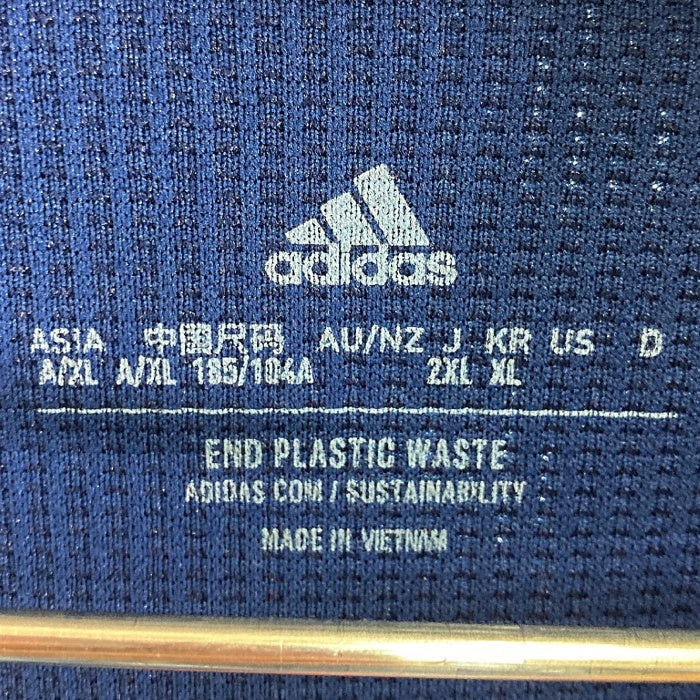 adidas
ASIA 中国尺码 AU/NZ J KR US D
A/XL A/XL 185/104A 2XL XL
END PLASTIC WASTE
ADIDAS.COM / SUSTAINABILITY
MADE IN VIETNAM